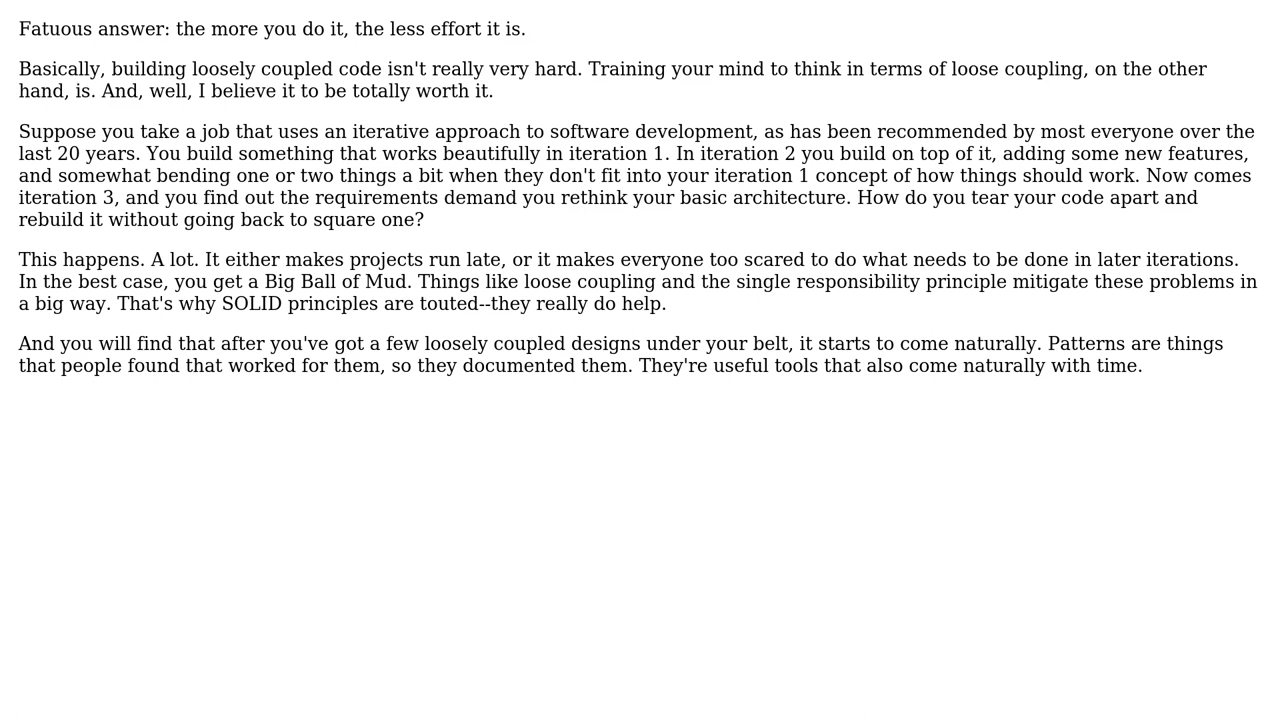 Fatuous answer: the more you do it, the less effort it is.
Basically, building loosely coupled code isn't really very hard. Training your mind to think in terms of loose coupling, on the other
hand, is. And, well, I believe it to be totally worth it.
Suppose you take a job that uses an iterative approach to software development, as has been recommended by most everyone over the
last 20 years. You build something that works beautifully in iteration 1. In iteration 2 you build on top of it, adding some new features,
and somewhat bending one or two things a bit when they don't fit into your iteration 1 concept of how things should work. Now comes
iteration 3, and you find out the requirements demand you rethink your basic architecture. How do you tear your code apart and
rebuild it without going back to square one?
This happens. A lot. It either makes projects run late, or it makes everyone too scared to do what needs to be done in later iterations.
In the best case, you get a Big Ball of Mud. Things like loose coupling and the single responsibility principle mitigate these problems in
a big way. That's why SOLID principles are touted--they really do help.
And you will find that after you've got a few loosely coupled designs under your belt, it starts to come naturally. Patterns are things
that people found that worked for them, so they documented them. They're useful tools that also come naturally with time.